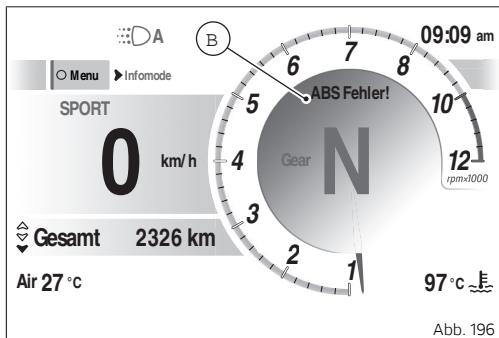 A
B
09:09 am
Menu Infomode
SPORT
0 km/h
Gear N
ABS Fehler!
1
2
3
4
5
6
7
8
10
12
rpm×1000
Gesamt 2326 km
Air 27 °C
97 °C
Abb. 196